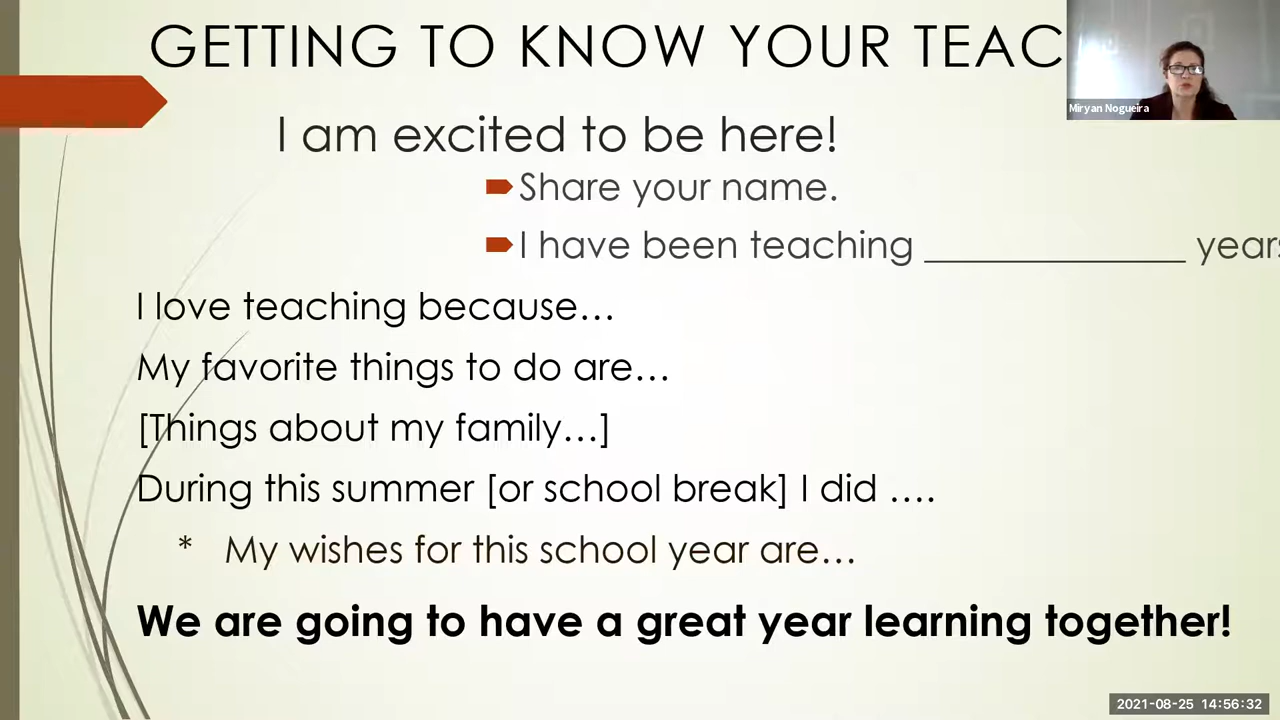 GETTING TO KNOW YOUR TEAC
Miryan Nogueira
I am excited to be here!
Share your name.
I have been teaching _____________ years
I love teaching because…
My favorite things to do are…
[Things about my family…]
During this summer [or school break] I did ….
* My wishes for this school year are…
We are going to have a great year learning together!
2021-08-25 14:56:32